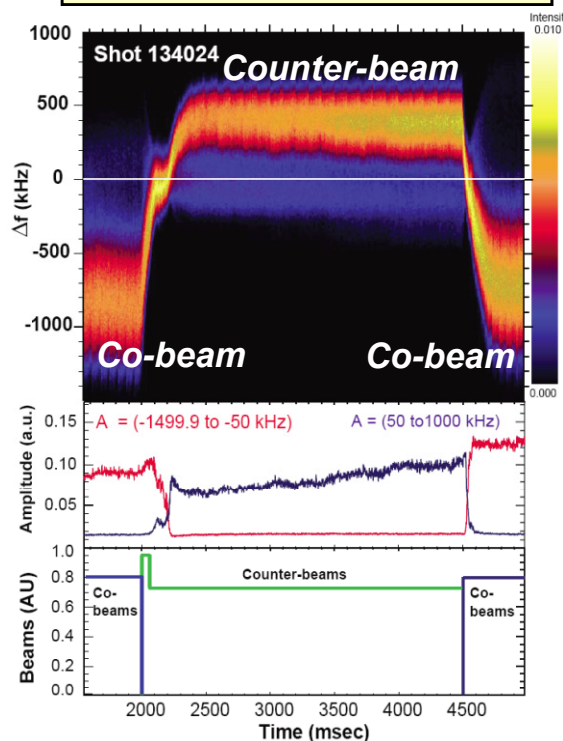 Intensit
0.010
1000
Shot 134024
Counter-beam
500
0
Δf (kHz)
-500
-1000
Co-beam
Co-beam
0.000
0.15
A = (-1499.9 to -50 kHz)
A = (50 to1000 kHz)
0.10
0.05
Amplitude (a.u.)
1.0
0.8
0.6
0.4
0.2
0.0
Beams (AU)
Counter-beams
Co-
beams
Co-
beams
2000 2500 3000 3500 4000 4500
Time (msec)